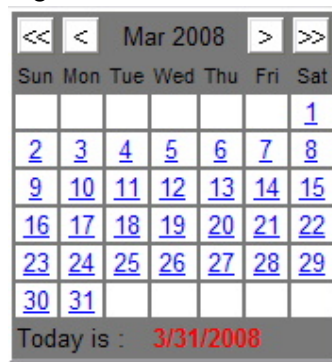 << < Mar 2008 > >>
Sun Mon Tue Wed Thu Fri Sat
1
2 3 4 5 6 7 8
9 10 11 12 13 14 15
16 17 18 19 20 21 22
23 24 25 26 27 28 29
30 31
Today is : 3/31/2008